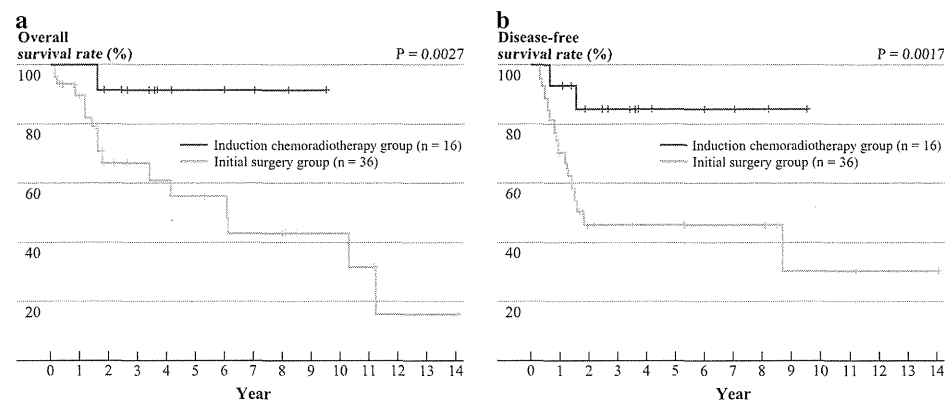 a
Overall
survival rate (%)
P = 0.0027
100
80
Induction chemoradiotherapy group (n = 16)
Initial surgery group (n = 36)
60
40
20
0 1 2 3 4 5 6 7 8 9 10 11 12 13 14
Year
b
Disease-free
survival rate (%)
P = 0.0017
100
80
Induction chemoradiotherapy group (n = 16)
Initial surgery group (n = 36)
60
40
20
0 1 2 3 4 5 6 7 8 9 10 11 12 13 14
Year